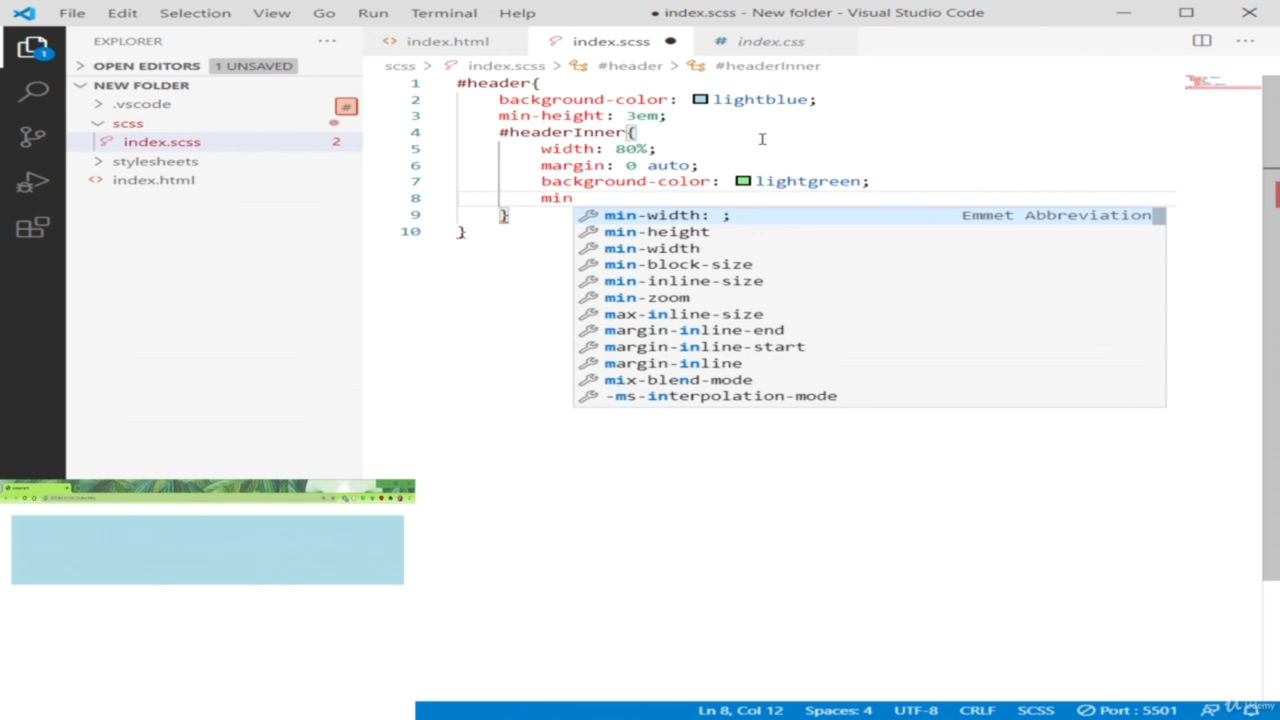 File Edit Selection View Go Run Terminal Help
● index.scss - New folder - Visual Studio Code
EXPLORER
OPEN EDITORS 1 UNSAVED
NEW FOLDER
.vscode
#
scss
index.scss 2
stylesheets
index.html
1
index.html index.scss # index.css
scss > index.scss > #header > #headerInner
1 #header{
2 background-color: lightblue;
3 min-height: 3em;
4 #headerInner{
5 width: 80%;
6 margin: 0 auto;
7 background-color: lightgreen;
8 min
9 }
10 }
min-width: ; Emmet Abbreviation
min-height
min-width
min-block-size
min-inline-size
min-zoom
max-inline-size
margin-inline-end
margin-inline-start
margin-inline
mix-blend-mode
-ms-interpolation-mode
Ln 8, Col 12 Spaces: 4 UTF-8 CRLF SCSS Port : 5501
Udemy